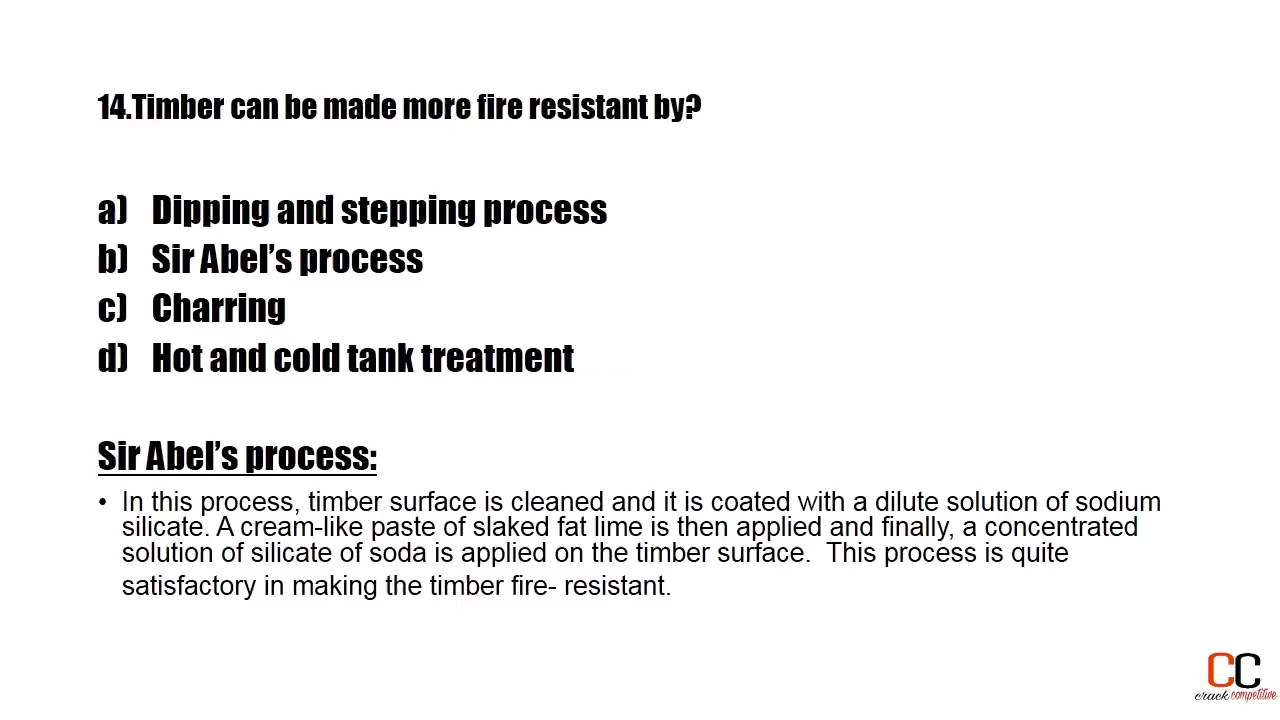 14.Timber can be made more fire resistant by?
a) Dipping and stepping process
b) Sir Abel's process
c) Charring
d) Hot and cold tank treatment
Sir Abel's process:
• In this process, timber surface is cleaned and it is coated with a dilute solution of sodium
silicate. A cream-like paste of slaked fat lime is then applied and finally, a concentrated
solution of silicate of soda is applied on the timber surface.  This process is quite
satisfactory in making the timber fire- resistant.
CC
crack competitive